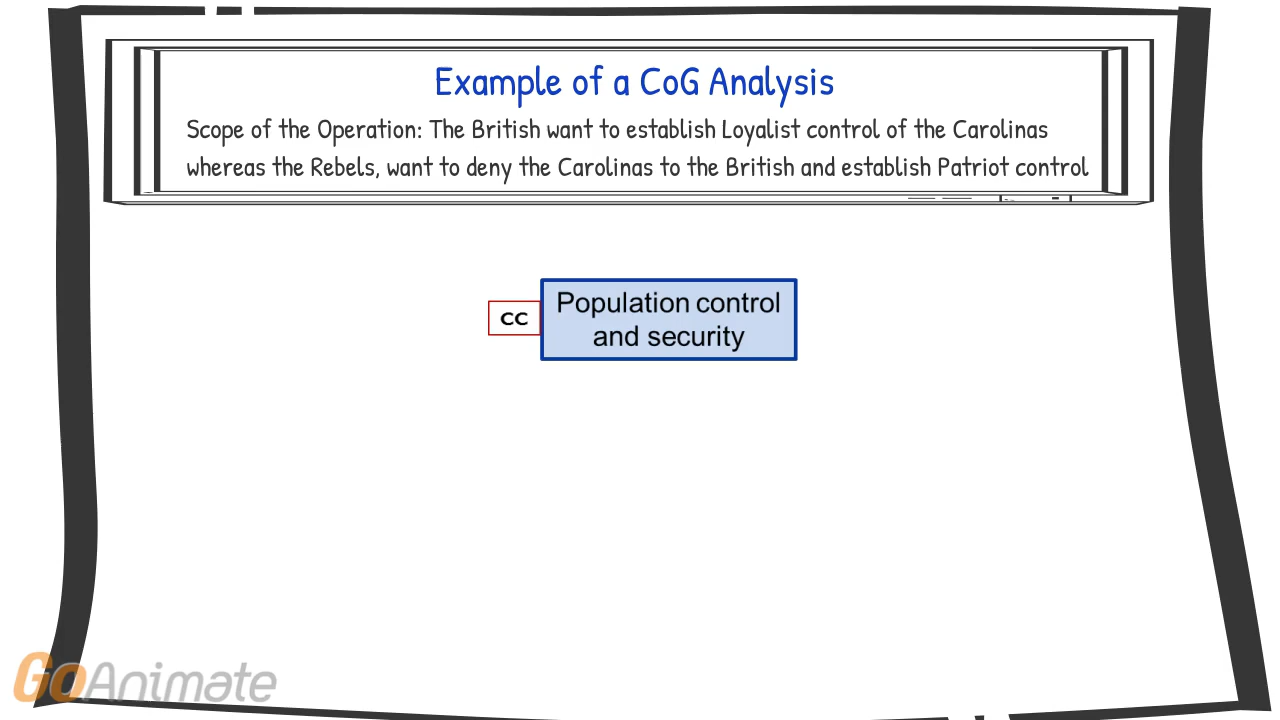 Example of a CoG Analysis
Scope of the Operation: The British want to establish Loyalist control of the Carolinas
whereas the Rebels, want to deny the Carolinas to the British and establish Patriot control
CC
Population control
and security
GoAnimate